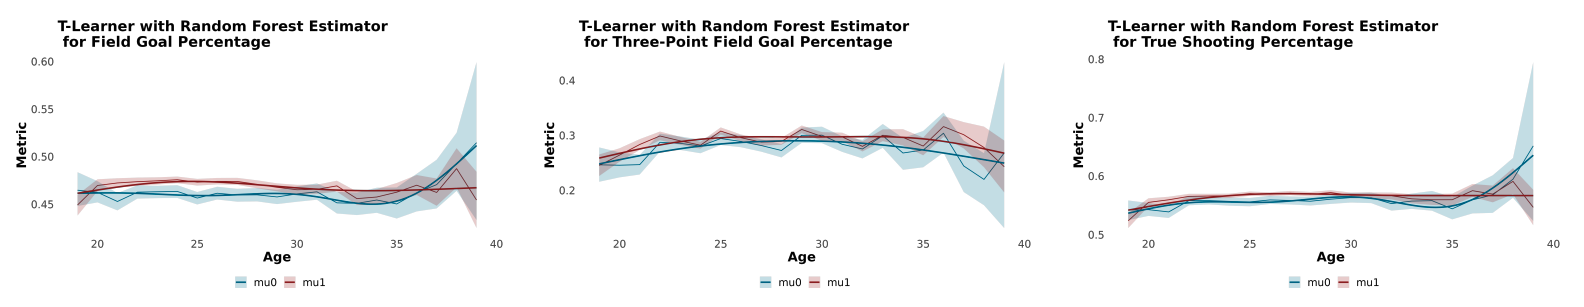 T-Learner with Random Forest Estimator
for Field Goal Percentage
0.60
0.55
0.50
0.45
Metric
20 25 30 35 40
Age
mu0 mu1
T-Learner with Random Forest Estimator
for Three-Point Field Goal Percentage
0.4
0.3
0.2
Metric
20 25 30 35 40
Age
mu0 mu1
T-Learner with Random Forest Estimator
for True Shooting Percentage
0.8
0.7
0.6
0.5
Metric
20 25 30 35 40
Age
mu0 mu1